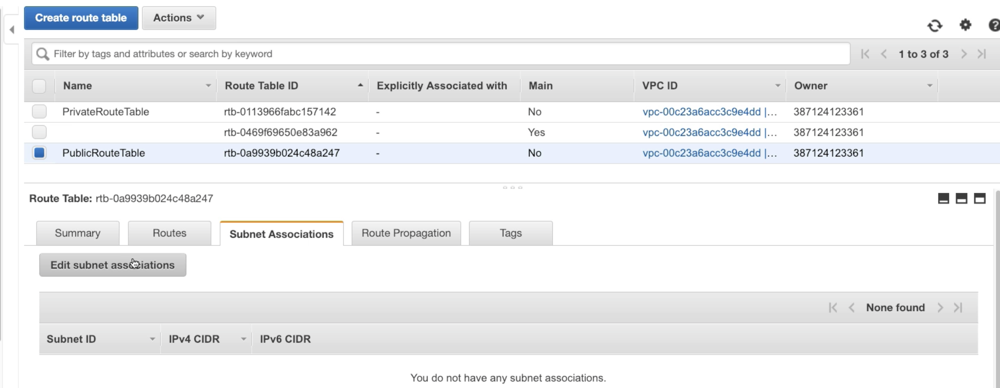 Create route table Actions
Filter by tags and attributes or search by keyword 1 to 3 of 3
Name Route Table ID Explicitly Associated with Main VPC ID Owner
PrivateRouteTable rtb-0113966fabc157142 - No vpc-00c23a6acc3c9e4dd |... 387124123361
rtb-0469f69650e83a962 - Yes vpc-00c23a6acc3c9e4dd |... 387124123361
PublicRouteTable rtb-0a9939b024c48a247 - No vpc-00c23a6acc3c9e4dd |... 387124123361
Route Table: rtb-0a9939b024c48a247
Summary Routes Subnet Associations Route Propagation Tags
Edit subnet associations
None found
Subnet ID IPv4 CIDR IPv6 CIDR
You do not have any subnet associations.